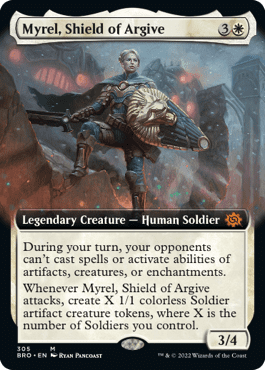 Myrel, Shield of Argive 3
Legendary Creature — Human Soldier
During your turn, your opponents
can't cast spells or activate abilities of
artifacts, creatures, or enchantments.
Whenever Myrel, Shield of Argive
attacks, create X 1/1 colorless Soldier
artifact creature tokens, where X is the
number of Soldiers you control.
3/4
305 M
BRO • EN Ryan Pancoast ™ & © 2022 Wizards of the Coast